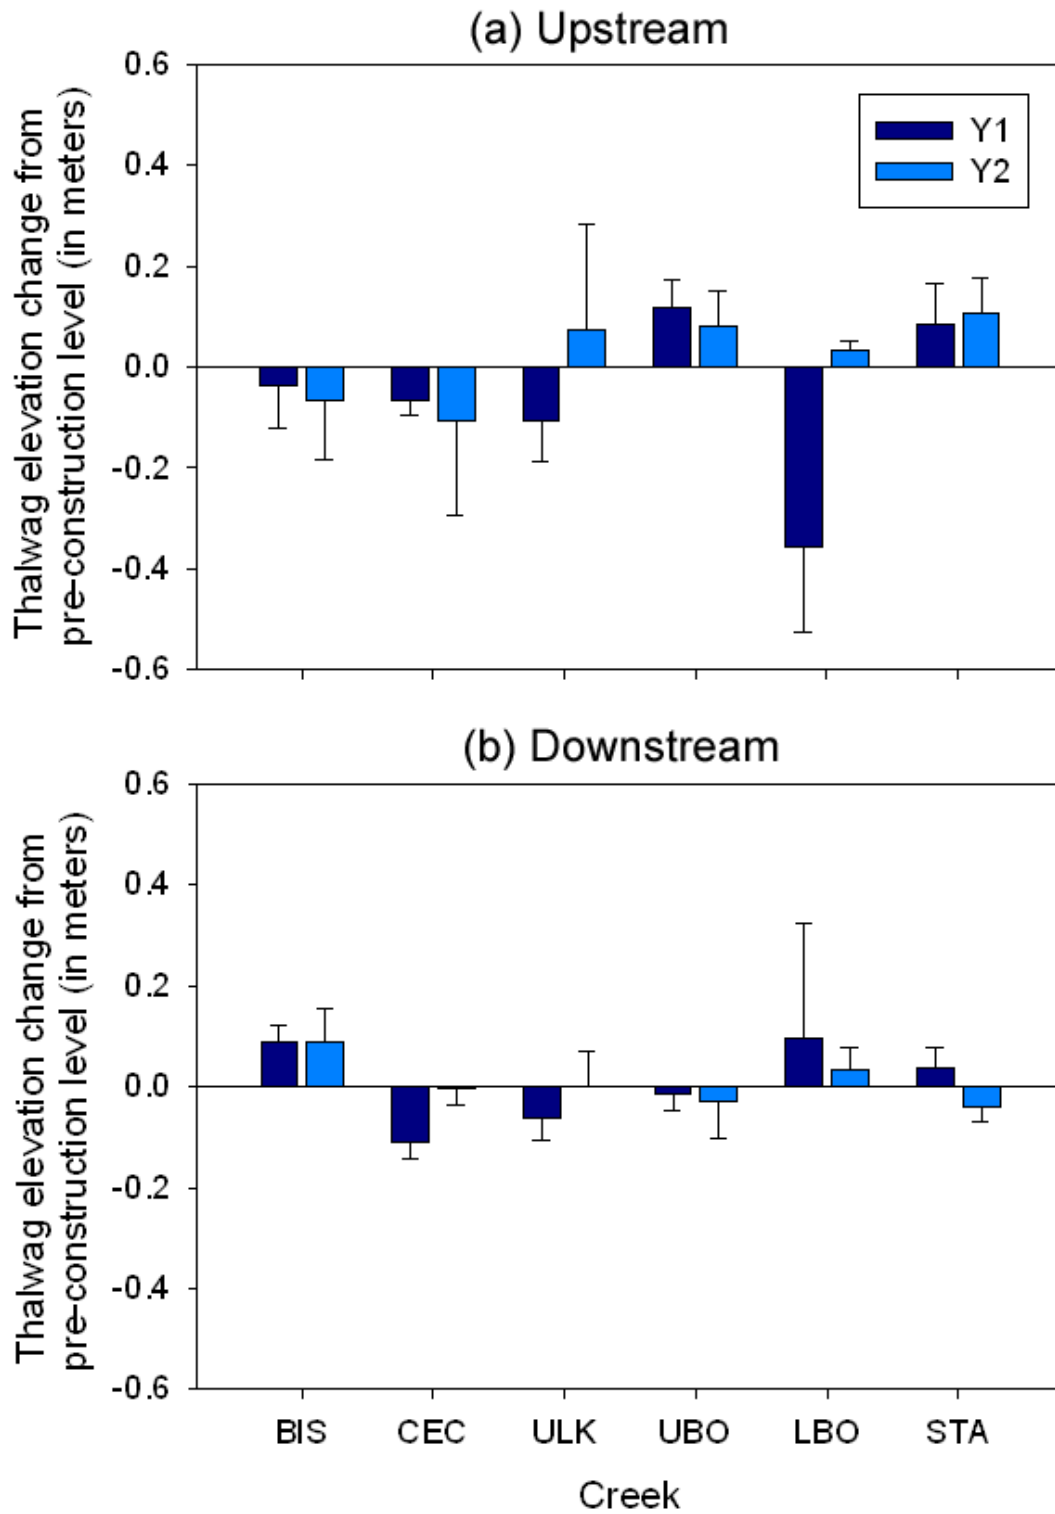 (a) Upstream
Thalwag elevation change from
pre-construction level (in meters)
0.6
0.4
0.2
0.0
-0.2
-0.4
-0.6
Y1
Y2
(b) Downstream
Thalwag elevation change from
pre-construction level (in meters)
0.6
0.4
0.2
0.0
-0.2
-0.4
-0.6
BIS CEC ULK UBO LBO STA
Creek